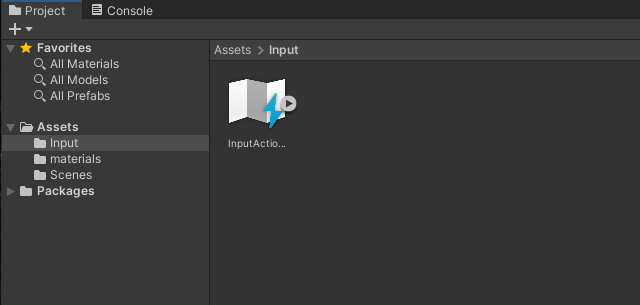 Project
Console
Favorites
All Materials
All Models
All Prefabs
Assets
Input
materials
Scenes
Packages
Assets > Input
InputActio...